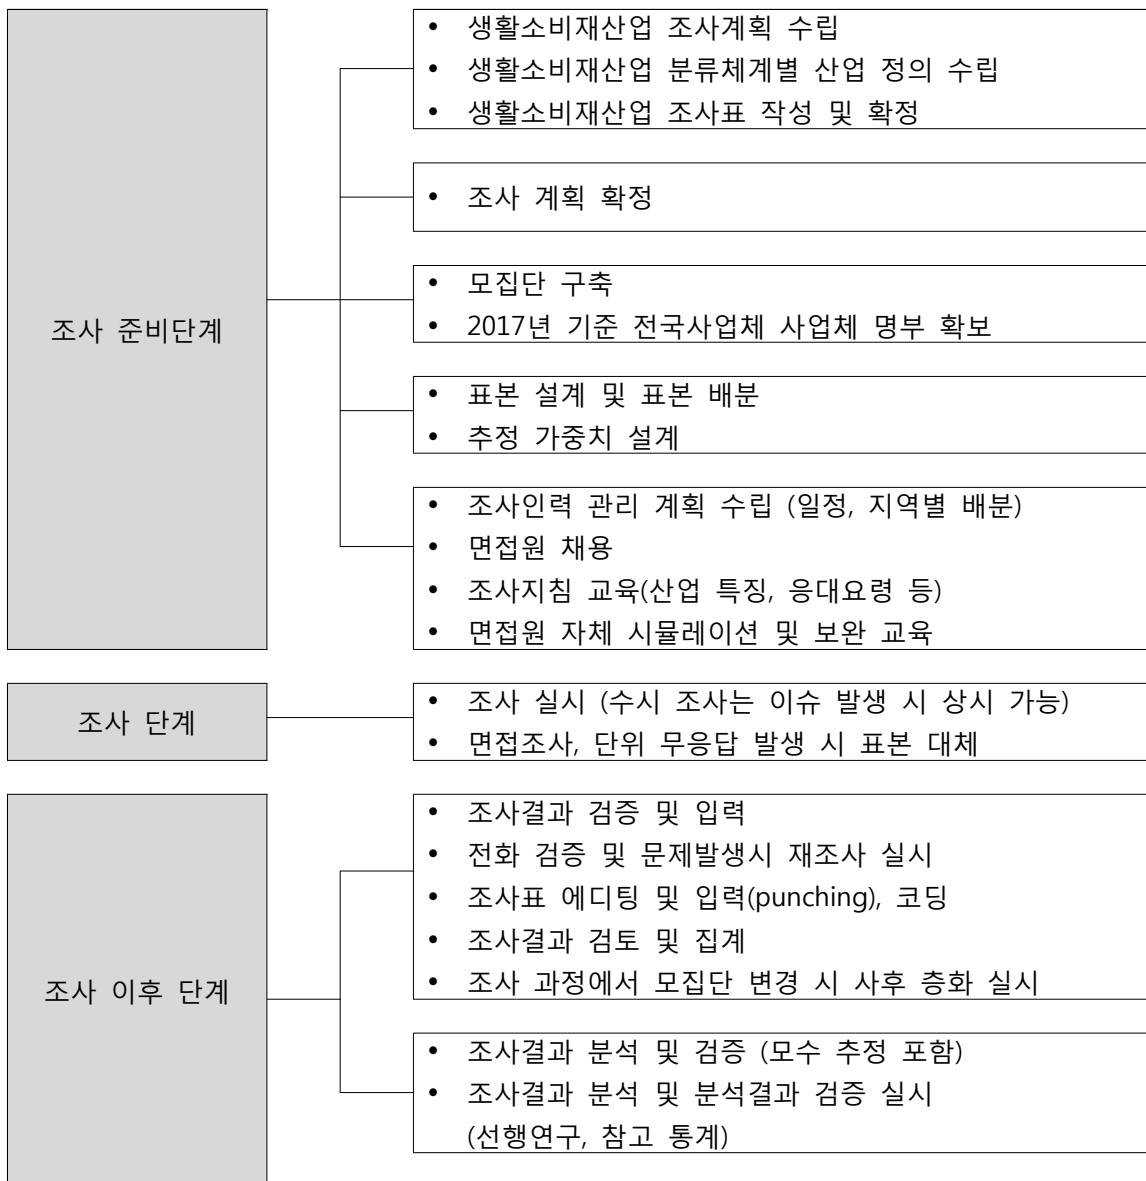 조사 준비단계
• 생활소비재산업 조사계획 수립
• 생활소비재산업 분류체계별 산업 정의 수립
• 생활소비재산업 조사표 작성 및 확정
• 조사 계획 확정
• 모집단 구축
• 2017년 기준 전국사업체 사업체 명부 확보
• 표본 설계 및 표본 배분
• 추정 가중치 설계
• 조사인력 관리 계획 수립 (일정, 지역별 배분)
• 면접원 채용
• 조사지침 교육(산업 특징, 응대요령 등)
• 면접원 자체 시뮬레이션 및 보완 교육
조사 단계
• 조사 실시 (수시 조사는 이슈 발생 시 상시 가능)
• 면접조사, 단위 무응답 발생 시 표본 대체
조사 이후 단계
• 조사결과 검증 및 입력
• 전화 검증 및 문제발생시 재조사 실시
• 조사표 에디팅 및 입력(punching), 코딩
• 조사결과 검토 및 집계
• 조사 과정에서 모집단 변경 시 사후 층화 실시
• 조사결과 분석 및 검증 (모수 추정 포함)
• 조사결과 분석 및 분석결과 검증 실시
(선행연구, 참고 통계)